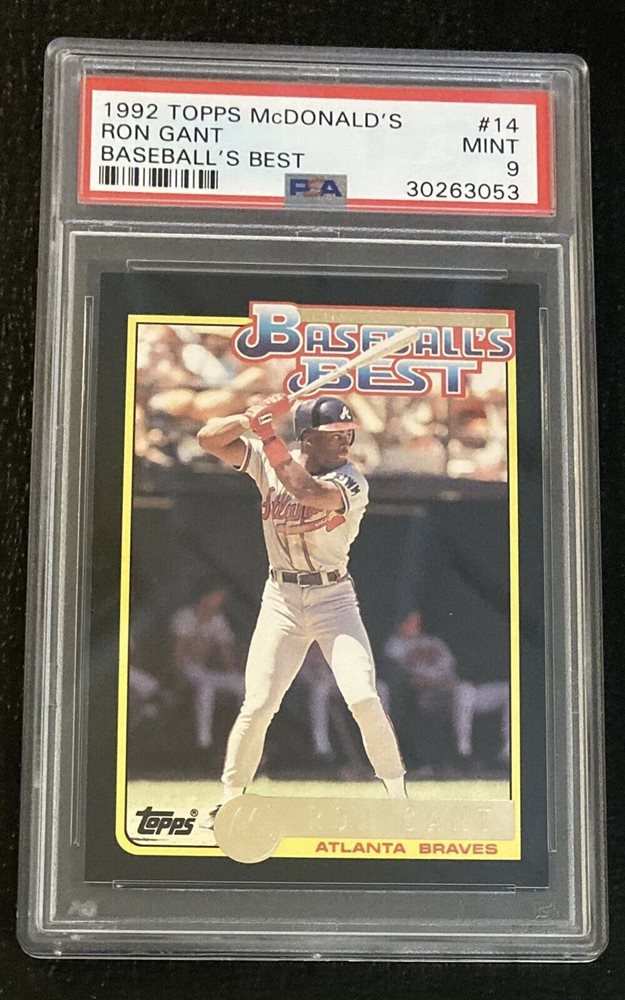 1992 TOPPS McDONALD'S #14
RON GANT MINT
BASEBALL'S BEST 9
PSA 30263053
BASEBALL'S
BEST
A
TOPPS®
RON GANT
ATLANTA BRAVES